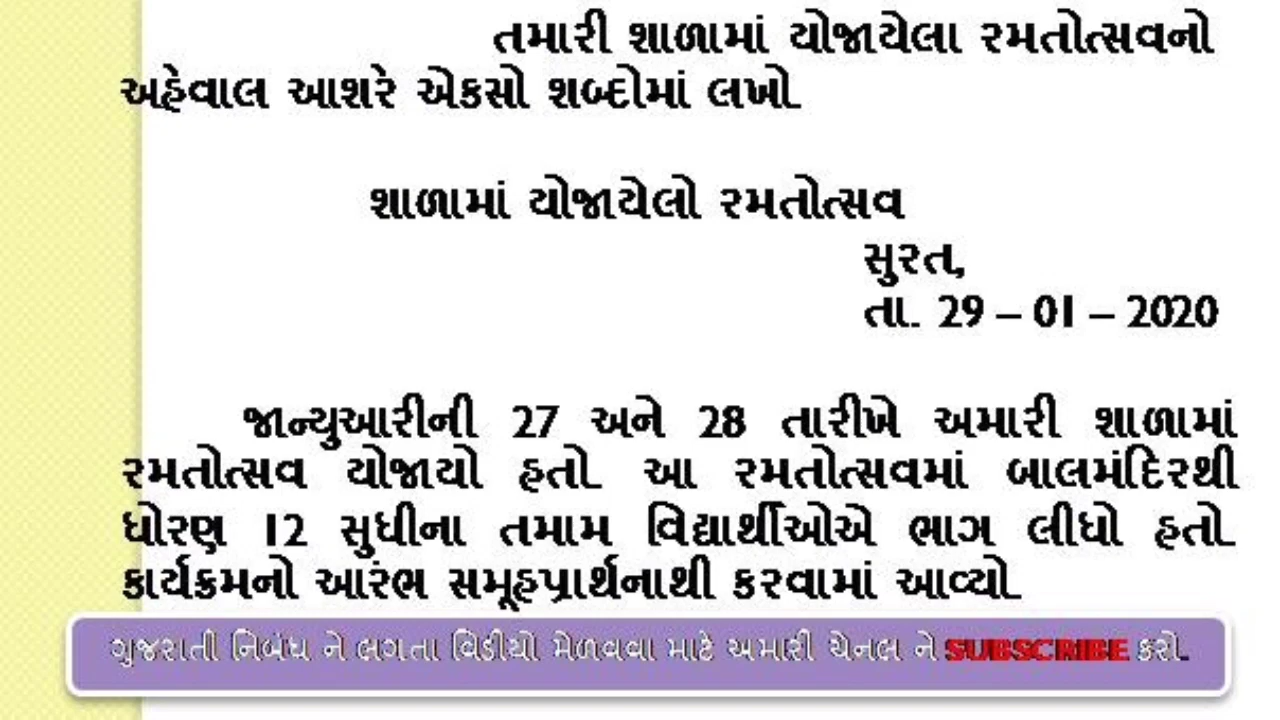 તમારી શાળામાં યોજાયેલા રમતોત્સવનો
અહેવાલ આશરે એકસો શબ્દોમાં લખો.
શાળામાં યોજાયેલો રમતોત્સવ
સુરત,
તા. 29 – 01 – 2020
જાન્યુઆરીની 27 અને 28 તારીખે અમારી શાળામાં
રમતોત્સવ યોજાયો હતો. આ રમતોત્સવમાં બાલમંદિરથી
ધોરણ 12 સુધીના તમામ વિદ્યાર્થીઓએ ભાગ લીધો હતો.
કાર્યક્રમનો આરંભ સમૂહપ્રાર્થનાથી કરવામાં આવ્યો.
ગુજરાતી નિબંધ ને લગતા વિડીયો મેળવવા માટે અમારી ચેનલ ને SUBSCRIBE કરો.